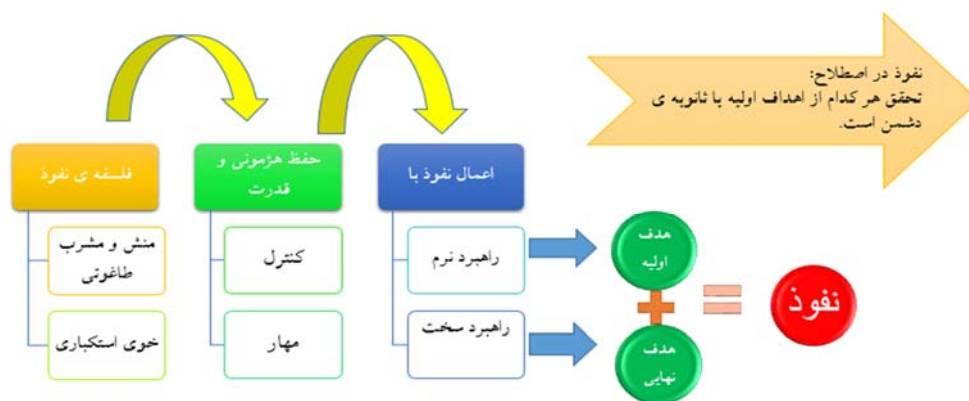 نفوذ در اصطلاح:
تحقق هر کدام از اهداف اولیه یا ثانویه ی
دشمن است.
فلسفه ی نفوذ
حفظ هژمونی و
قدرت
اعمال نفوذ با
منش و مشرب
طاغوتی
کنترل
راهبرد نرم
هدف
اولیه
نفوذ
خوی استکباری
مهار
راهبرد سخت
هدف
نهایی